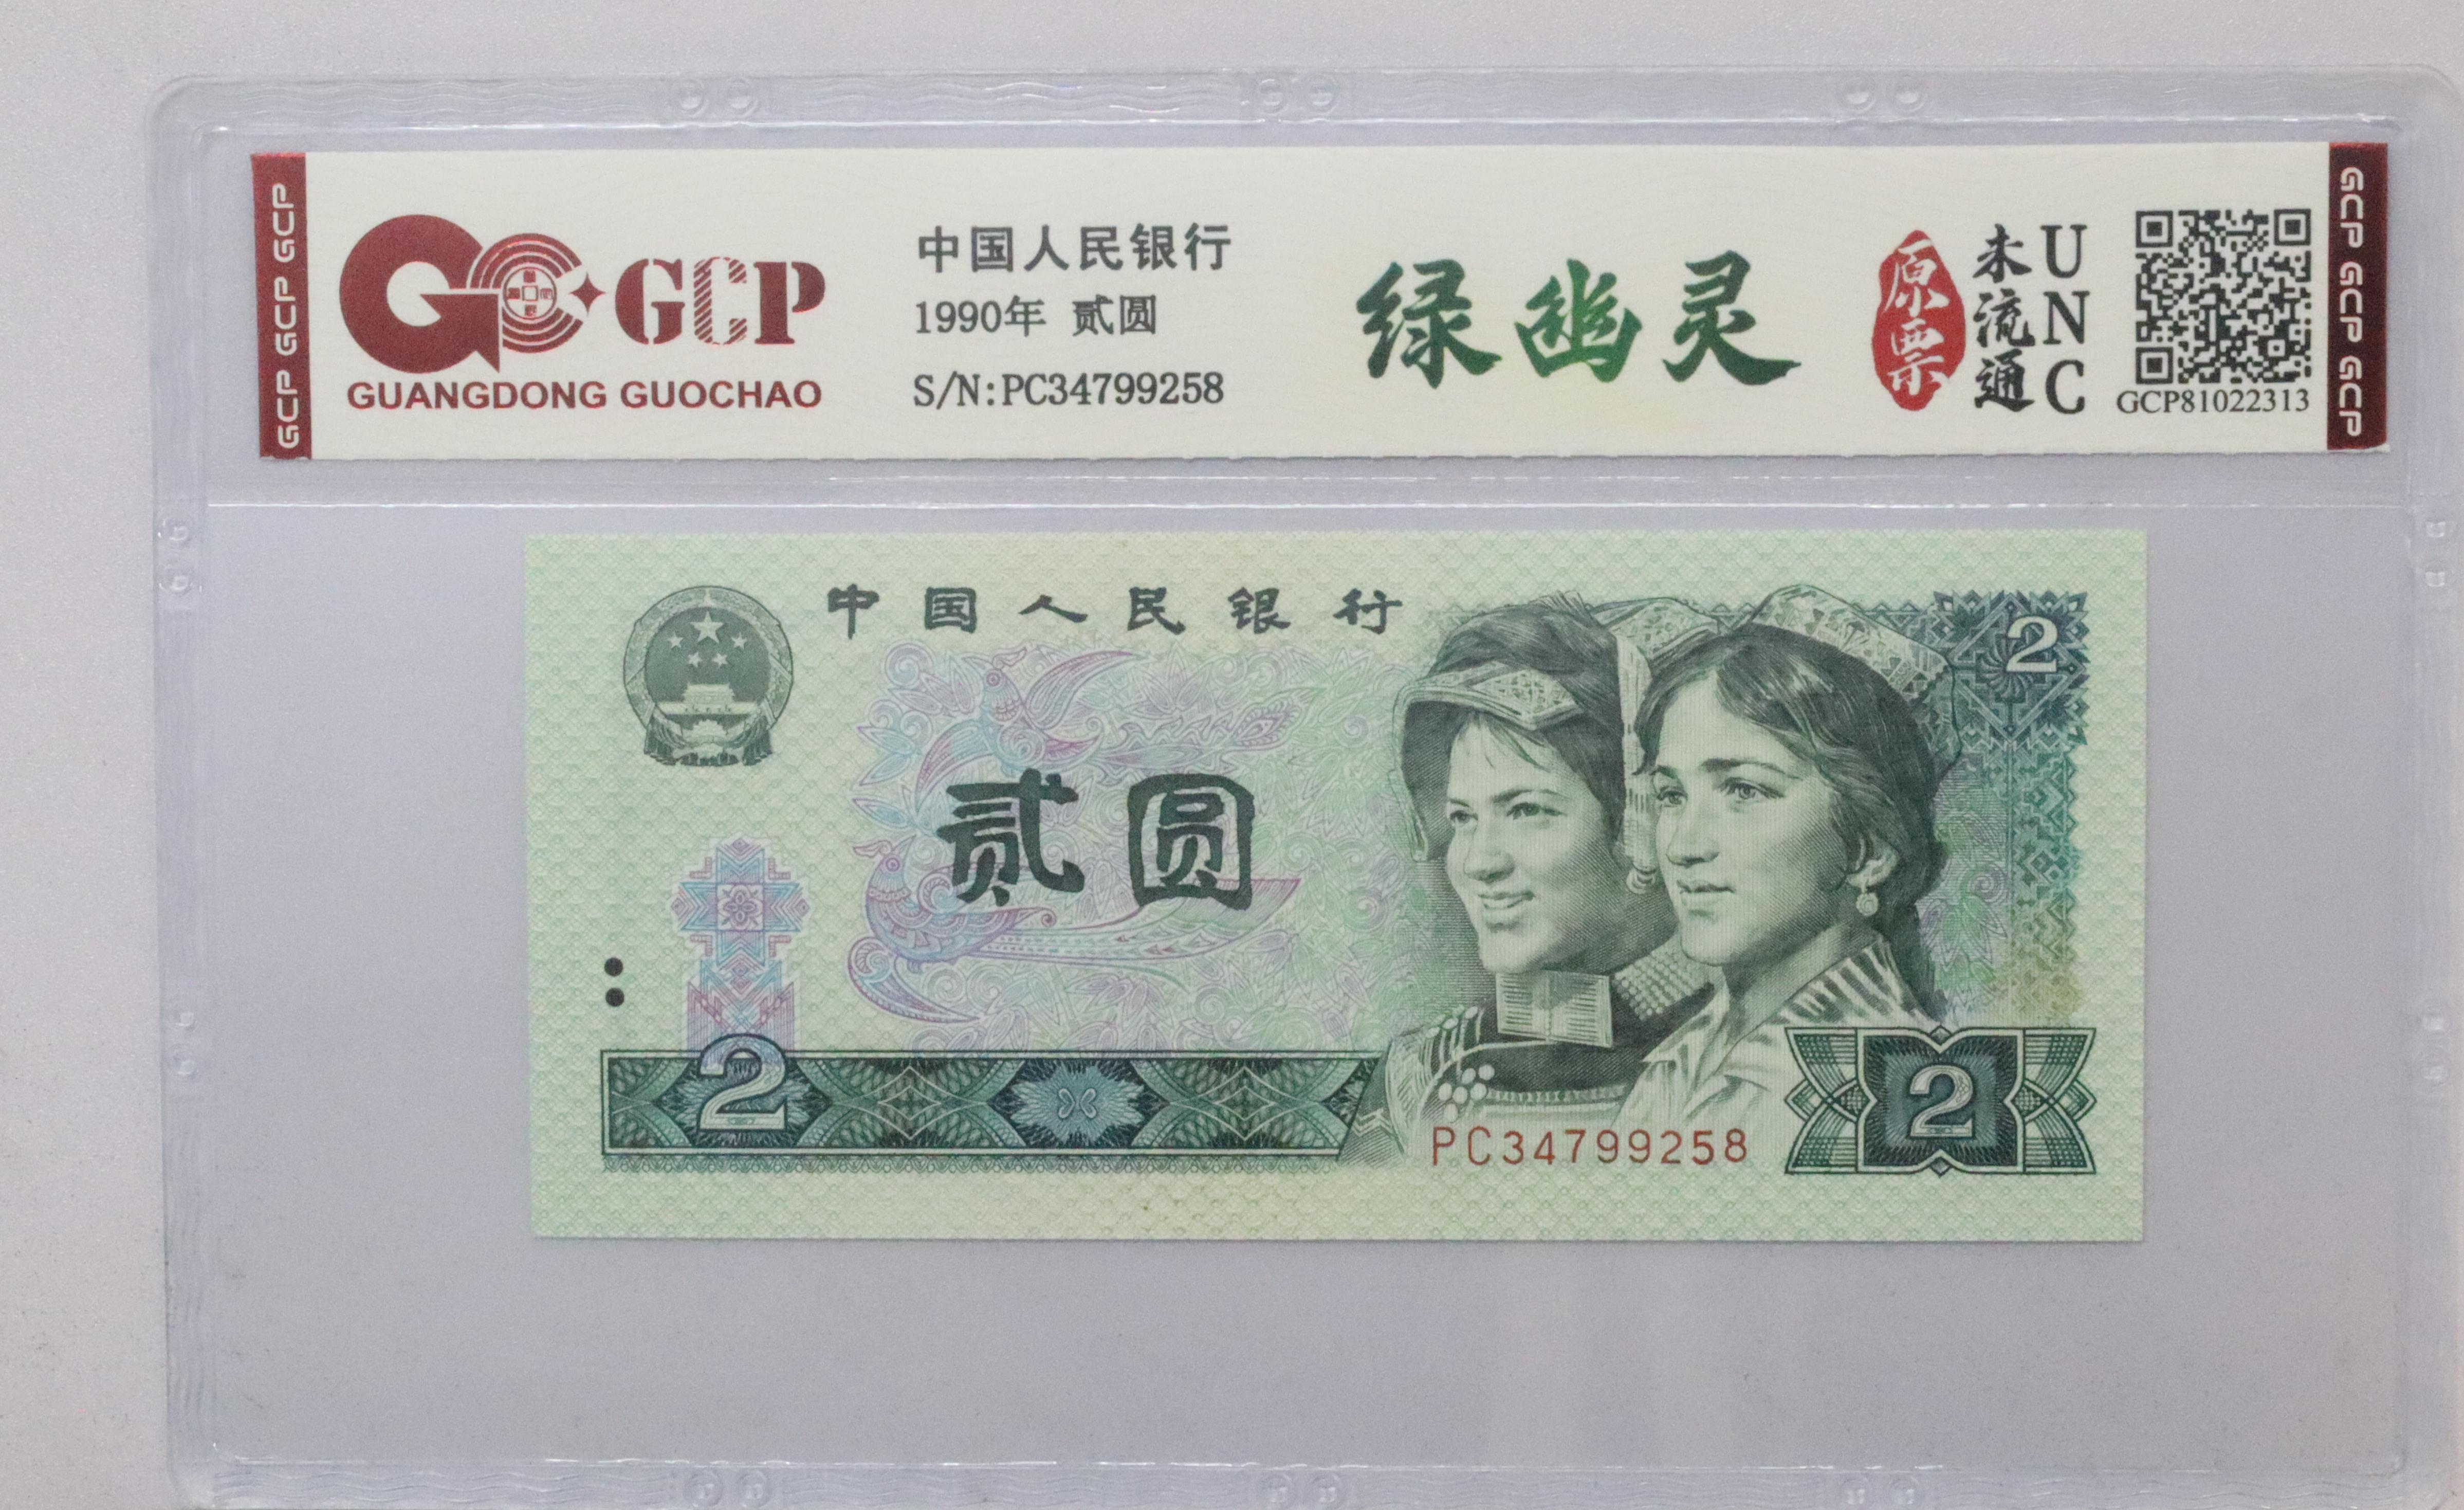 GCP GCP GCP
GCP
GUANGDONG GUOCHAO
中国人民银行
1990年 贰圆
S/N:PC34799258
绿幽灵
原票
未流通
UNC
GCP81022313
GCP GCP GCP
中国人民银行
2
贰圆
2
PC34799258
2